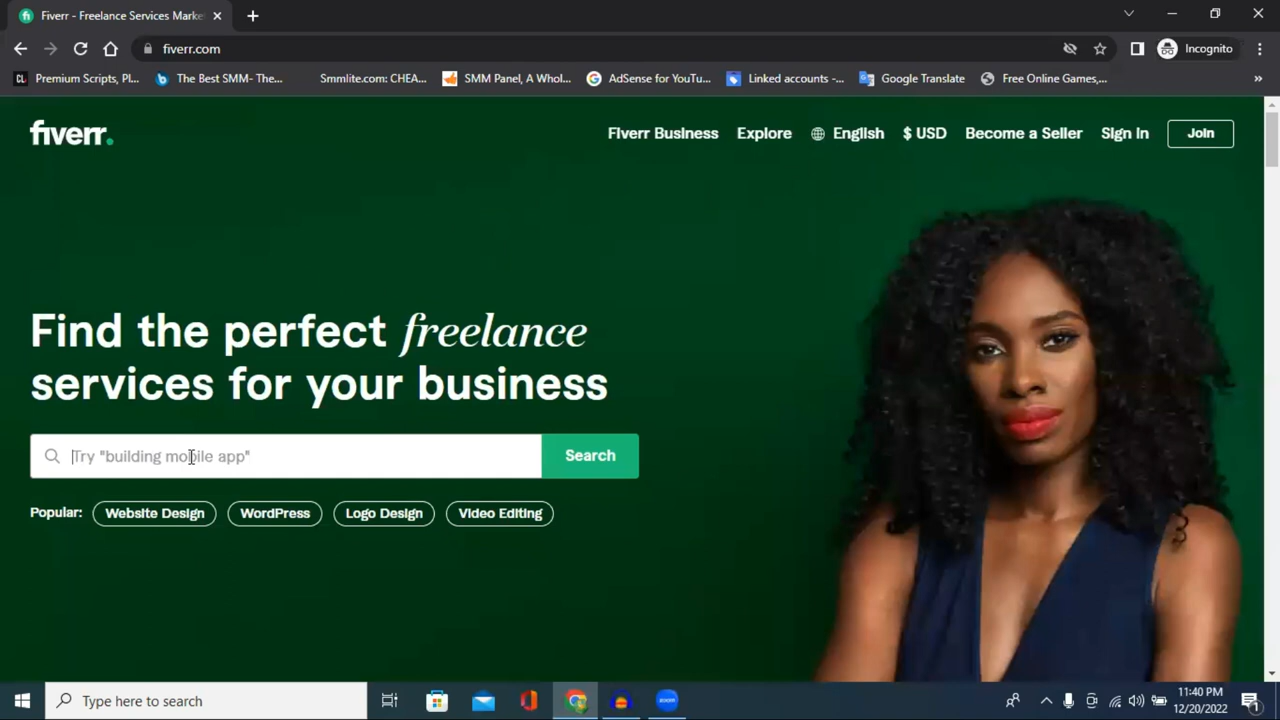 Fiverr - Freelance Services Marke
fiverr.com
Incognito
Premium Scripts, Pl...
The Best SMM- The...
Smmlite.com: CHEA...
SMM Panel, A Whol...
AdSense for YouTu...
Linked accounts -...
Google Translate
Free Online Games,...
fiverr.
Fiverr Business
Explore
English
$ USD
Become a Seller
Sign In
Join
Find the perfect freelance
services for your business
Try "building mobile app"
Search
Popular:
Website Design
WordPress
Logo Design
Video Editing
Type here to search
zoom
11:40 PM
12/20/2022